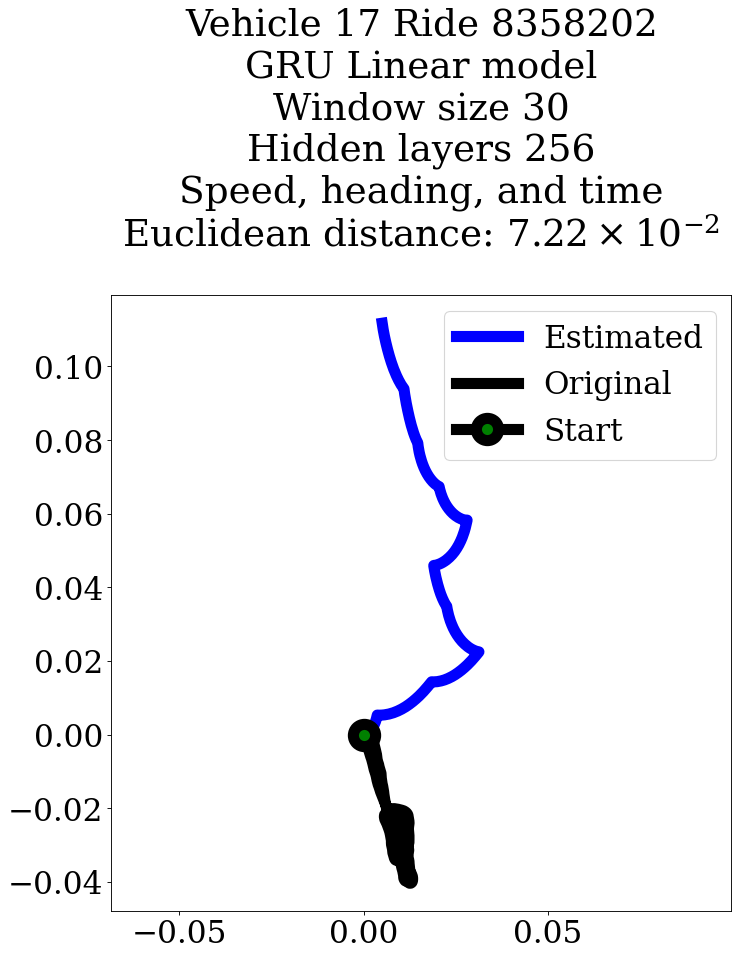 Vehicle 17 Ride 8358202
GRU Linear model
Window size 30
Hidden layers 256
Speed, heading, and time
Euclidean distance: 7.22 × 10⁻²
Estimated
Original
Start
0.10
0.08
0.06
0.04
0.02
0.00
−0.02
−0.04
−0.05 0.00 0.05